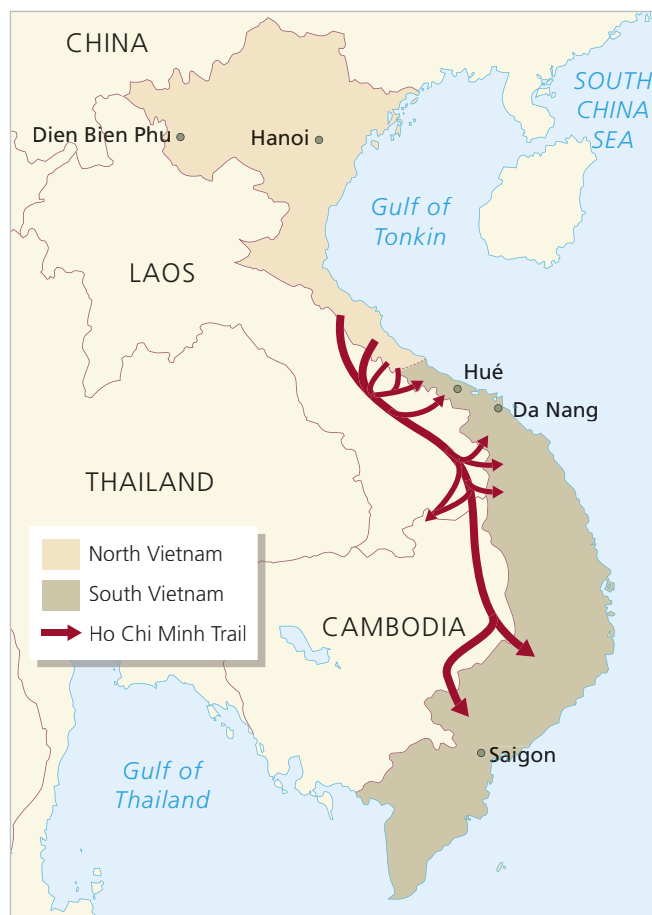 CHINA
SOUTH
CHINA
SEA
Dien Bien Phu
Hanoi
Gulf of
Tonkin
LAOS
Hué
Da Nang
THAILAND
North Vietnam
South Vietnam
Ho Chi Minh Trail
CAMBODIA
Saigon
Gulf of
Thailand